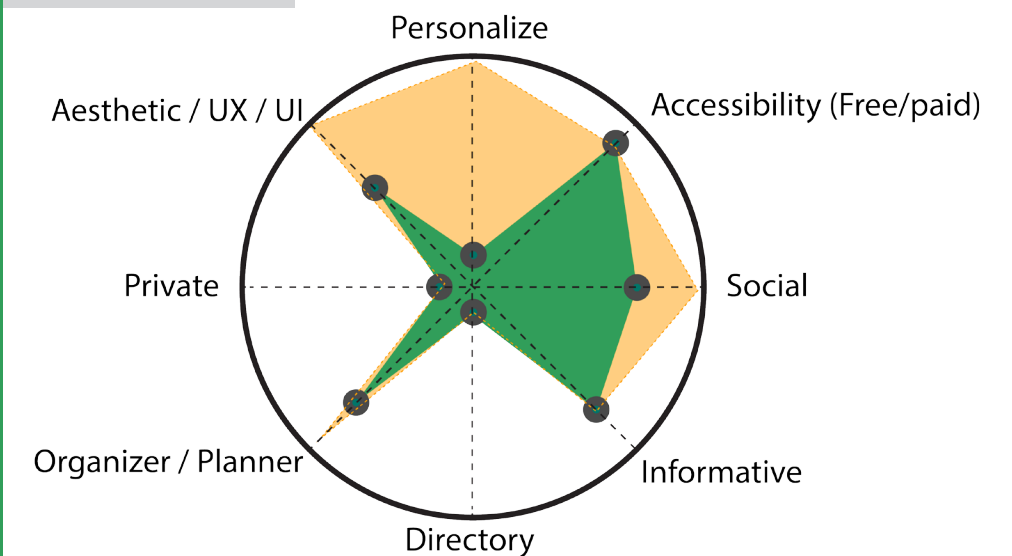 Personalize
Aesthetic / UX / UI
Accessibility (Free/paid)
Private
Social
Organizer / Planner
Informative
Directory